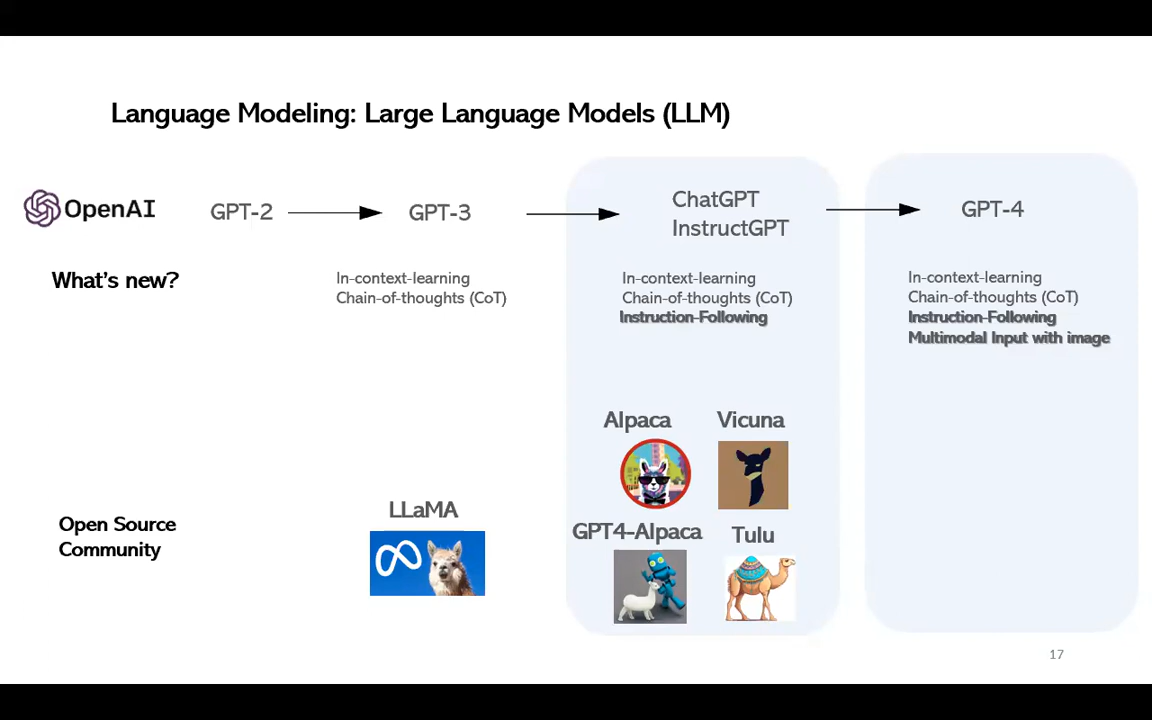 Language Modeling: Large Language Models (LLM)
OpenAI
GPT-2
GPT-3
ChatGPT
InstructGPT
GPT-4
What's new?
In-context-learning
Chain-of-thoughts (CoT)
In-context-learning
Chain-of-thoughts (CoT)
Instruction-Following
In-context-learning
Chain-of-thoughts (CoT)
Instruction-Following
Multimodal Input with image
Open Source
Community
LLaMA
Alpaca
Vicuna
GPT4-Alpaca
Tulu
17